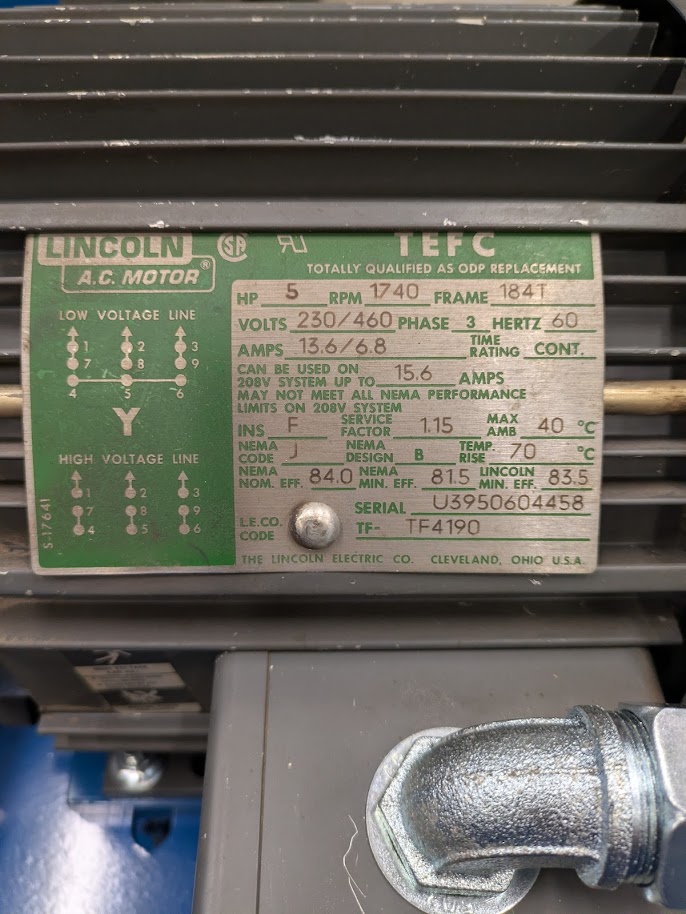 LINCOLN
A.C. MOTOR®
SA
TEFC
TOTALLY QUALIFIED AS ODP REPLACEMENT
LOW VOLTAGE LINE
1 2 3
7 8 9
4 5 6
Y
HIGH VOLTAGE LINE
1 2 3
7 8 9
4 5 6
S.17641
HP 5 RPM 1740 FRAME 184T
VOLTS 230/460 PHASE 3 HERTZ 60
AMPS 13.6/6.8 TIME RATING CONT.
CAN BE USED ON
208V SYSTEM UP TO 15.6 AMPS
MAY NOT MEET ALL NEMA PERFORMANCE
LIMITS ON 208V SYSTEM
INS F SERVICE FACTOR 1.15 MAX AMB 40 °C
NEMA CODE J NEMA DESIGN B TEMP. RISE 70 °C
NEMA NOM. EFF. 84.0 NEMA MIN. EFF. 81.5 LINCOLN MIN. EFF. 83.5
SERIAL U3950604458
L.E.CO. CODE TF- TF4190
THE LINCOLN ELECTRIC CO. CLEVELAND, OHIO U.S.A.